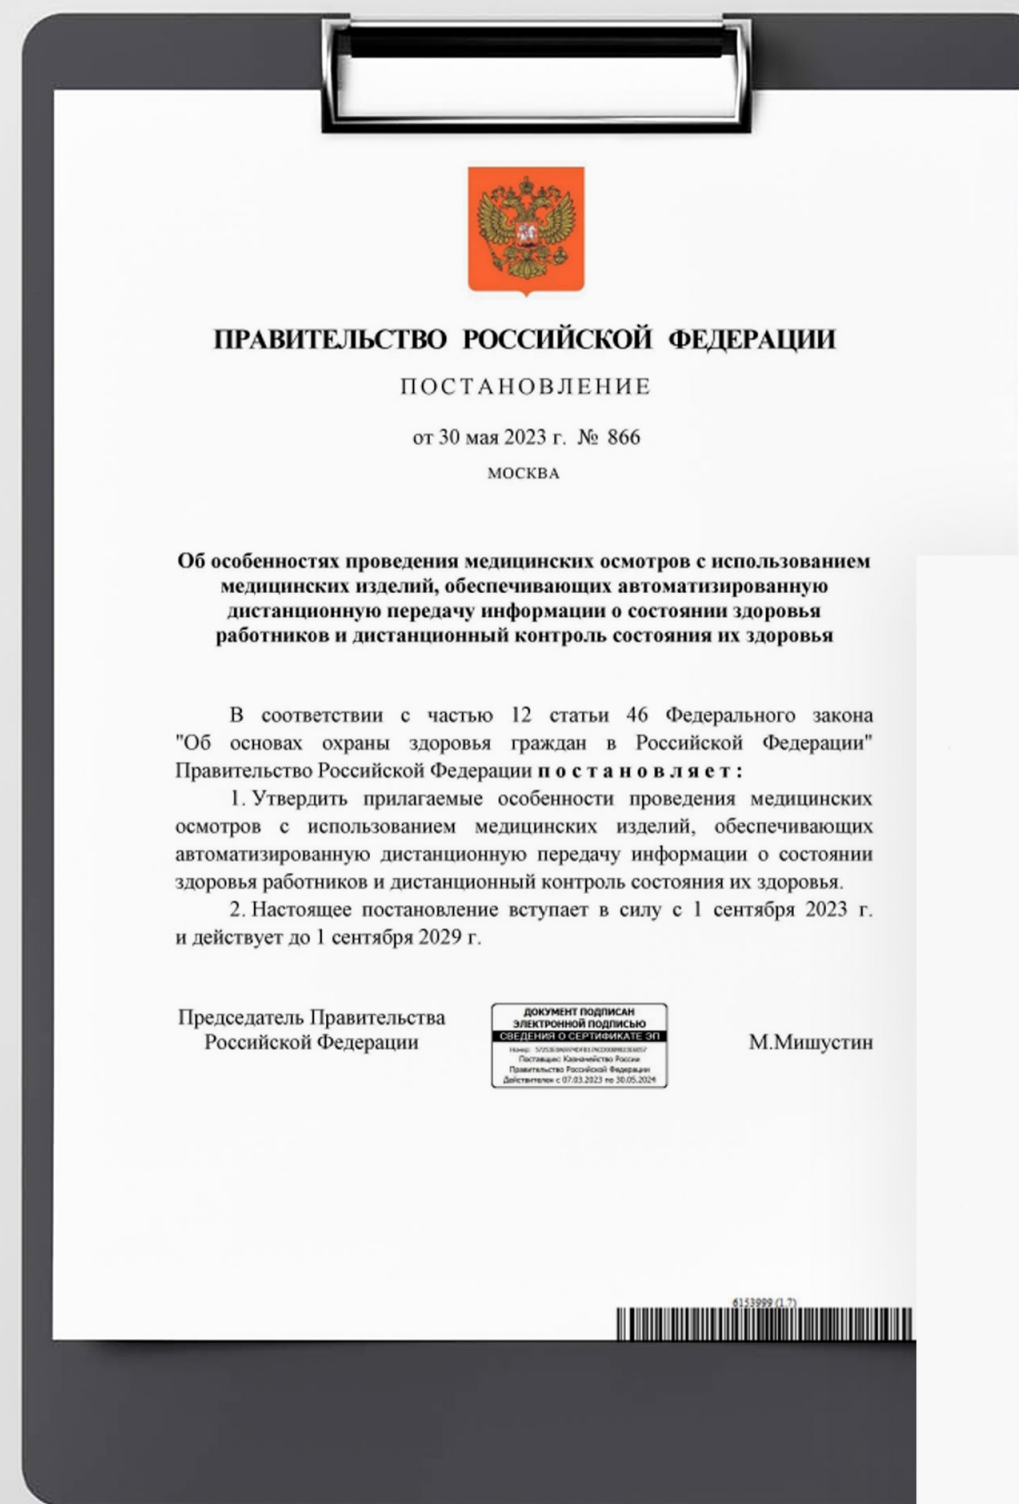 ПРАВИТЕЛЬСТВО РОССИЙСКОЙ ФЕДЕРАЦИИ
ПОСТАНОВЛЕНИЕ
от 30 мая 2023 г. № 866
МОСКВА
Об особенностях проведения медицинских осмотров с использованием
медицинских изделий, обеспечивающих автоматизированную
дистанционную передачу информации о состоянии здоровья
работников и дистанционный контроль состояния их здоровья
В соответствии с частью 12 статьи 46 Федерального закона
"Об основах охраны здоровья граждан в Российской Федерации"
Правительство Российской Федерации постановляет:
1. Утвердить прилагаемые особенности проведения медицинских
осмотров с использованием медицинских изделий, обеспечивающих
автоматизированную дистанционную передачу информации о состоянии
здоровья работников и дистанционный контроль состояния их здоровья.
2. Настоящее постановление вступает в силу с 1 сентября 2023 г.
и действует до 1 сентября 2029 г.
Председатель Правительства
Российской Федерации
ДОКУМЕНТ ПОДПИСАН
ЭЛЕКТРОННОЙ ПОДПИСЬЮ
СВЕДЕНИЯ О СЕРТИФИКАТЕ ЭП
Номер:
Поставщик: Казначейство России
Правительство Российской Федерации
Действителен с 07.03.2023 по 30.05.2024
М.Мишустин
6153999 (1.7)